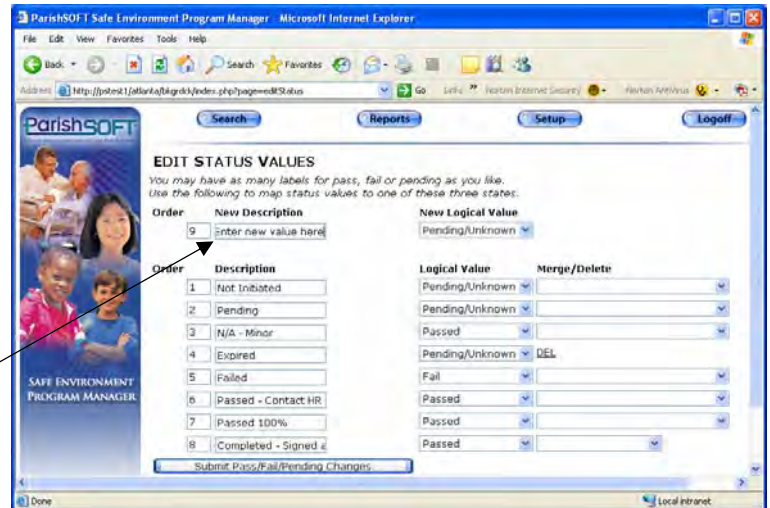 ParishSOFT Safe Environment Program Manager Microsoft Internet Explorer
File Edit View Favorites Tools Help
Back Search Favorites
Address http://pstest1/atlanta/bkgrdck/index.php?page=editStatus Go Links » Norton Internet Security Norton AntiVirus
ParishSOFT
Search Reports Setup Logoff
EDIT STATUS VALUES
You may have as many labels for pass, fail or pending as you like.
Use the following to map status values to one of these three states.
Order New Description New Logical Value
9 Enter new value here Pending/Unknown
Order Description Logical Value Merge/Delete
1 Not Initiated Pending/Unknown
2 Pending Pending/Unknown
3 N/A - Minor Passed
4 Expired Pending/Unknown DEL
5 Failed Fail
6 Passed - Contact HR Passed
7 Passed 100% Passed
8 Completed - Signed a Passed
SAFE ENVIRONMENT
PROGRAM MANAGER
Submit Pass/Fail/Pending Changes
Done Local intranet